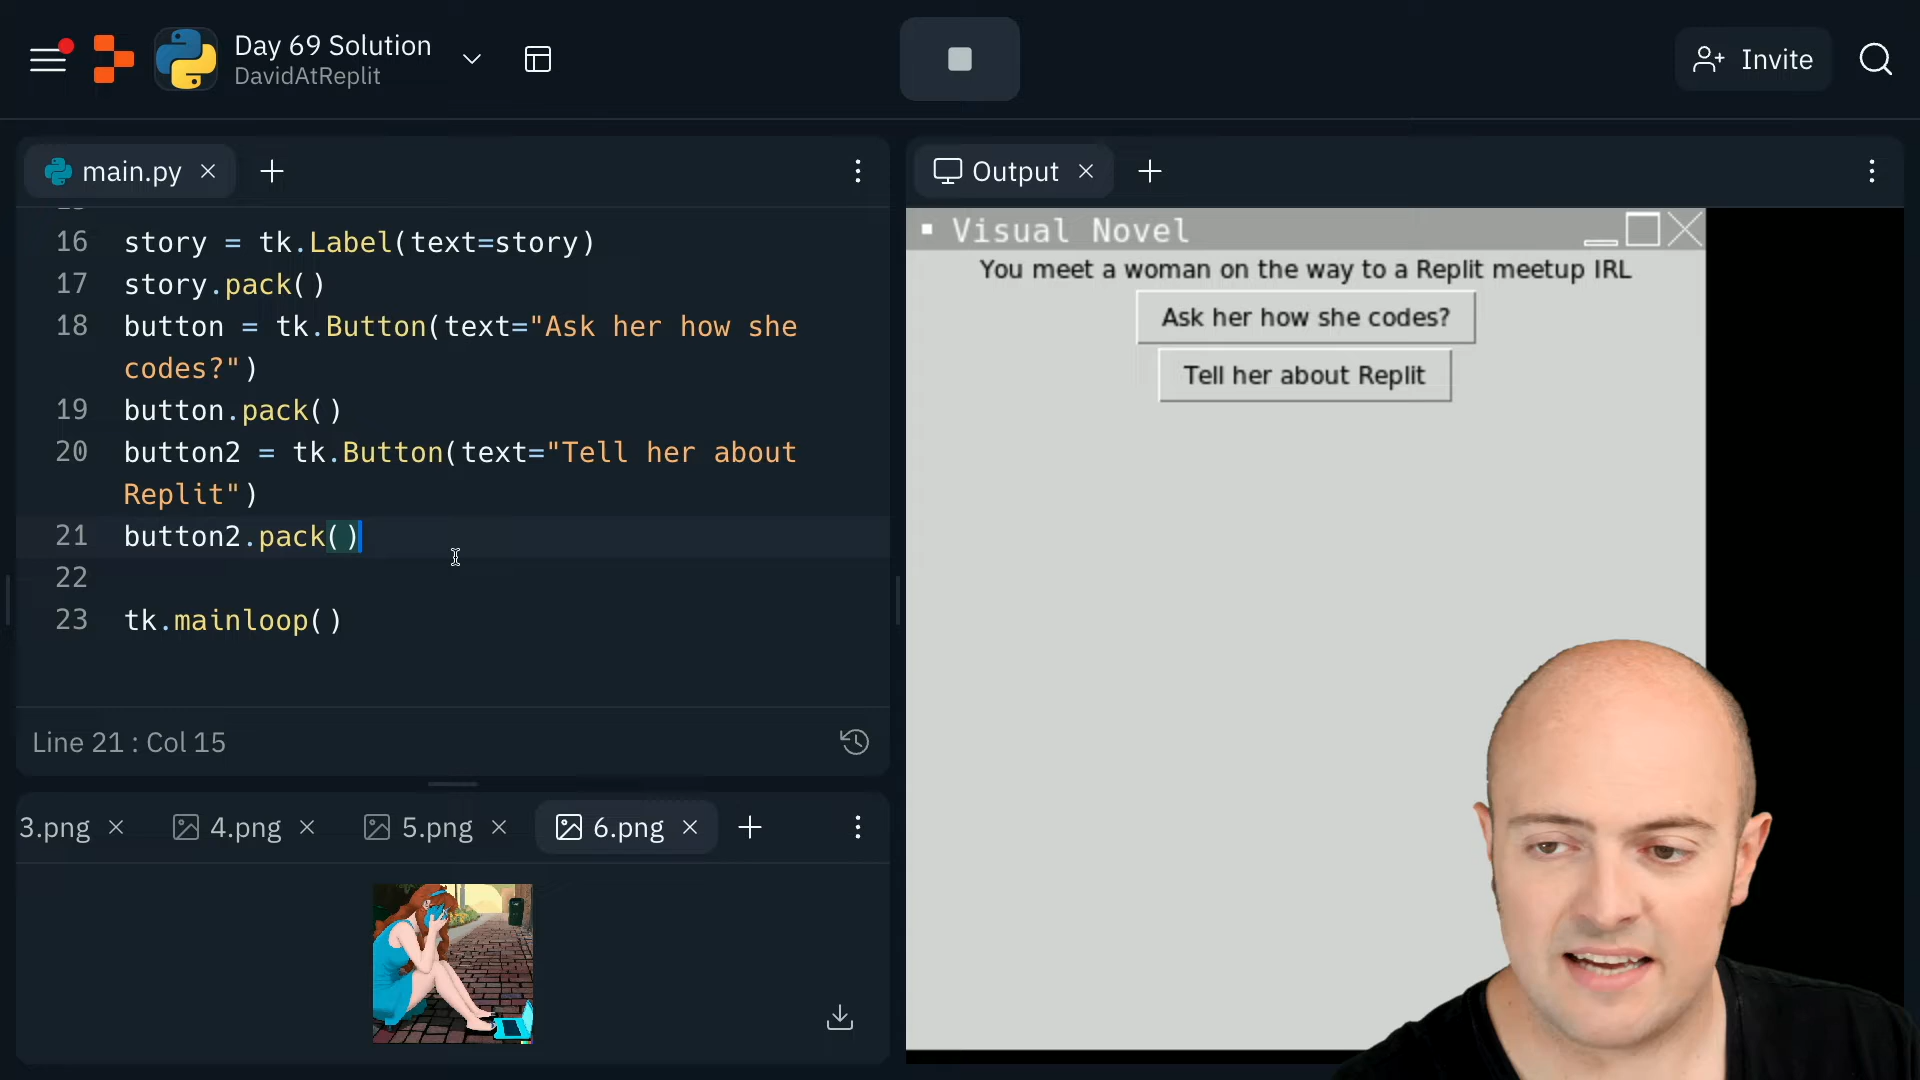 Day 69 Solution
DavidAtReplit
Invite
main.py
Output
16 story = tk.Label(text=story)
17 story.pack()
18 button = tk.Button(text="Ask her how she
codes?")
19 button.pack()
20 button2 = tk.Button(text="Tell her about
Replit")
21 button2.pack()
22
23 tk.mainloop()
Line 21 : Col 15
3.png
4.png
5.png
6.png
Visual Novel
You meet a woman on the way to a Replit meetup IRL
Ask her how she codes?
Tell her about Replit